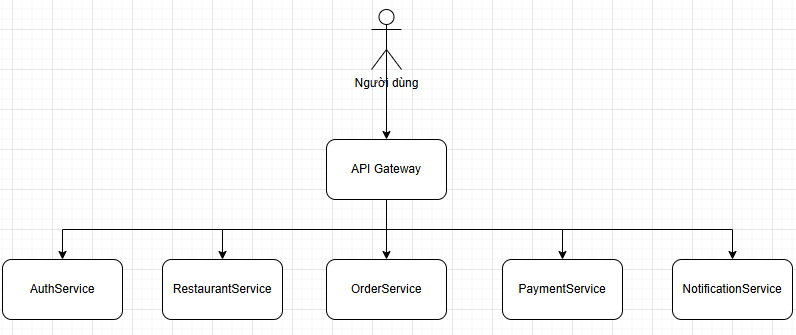 Người dùng
API Gateway
AuthService
RestaurantService
OrderService
PaymentService
NotificationService